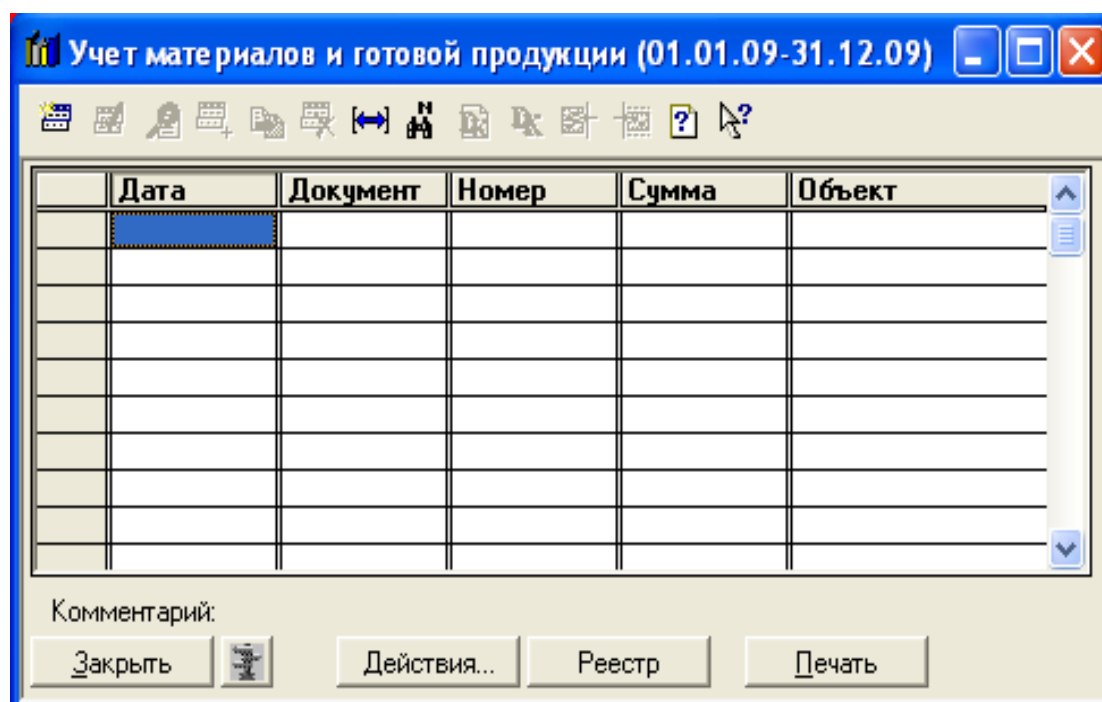 Учет материалов и готовой продукции (01.01.09-31.12.09)
Дата Документ Номер Сумма Объект
Комментарий:
Закрыть Действия... Реестр Печать